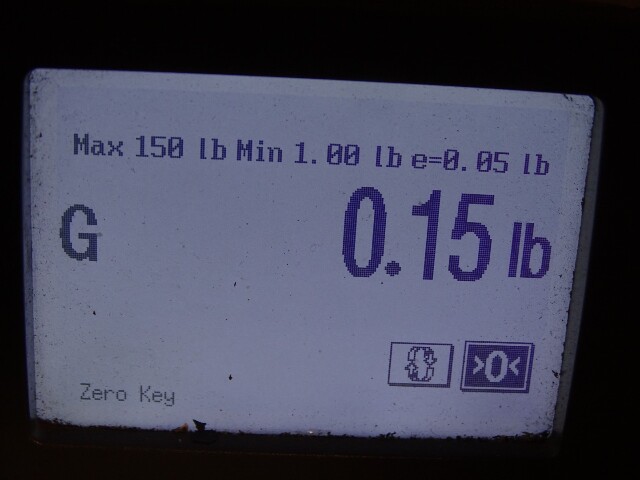 Max 150 lb Min 1.00 lb e=0.05 lb
G 0.15 lb
>0<
Zero Key